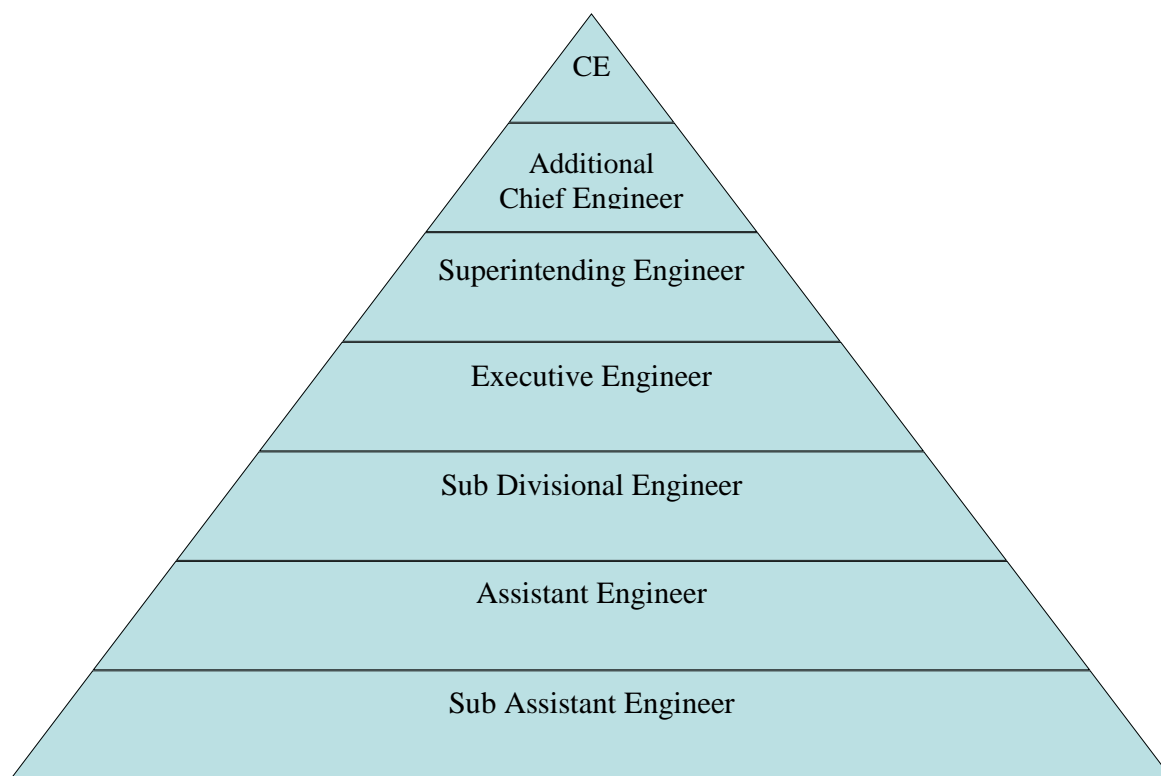 CE
Additional
Chief Engineer
Superintending Engineer
Executive Engineer
Sub Divisional Engineer
Assistant Engineer
Sub Assistant Engineer